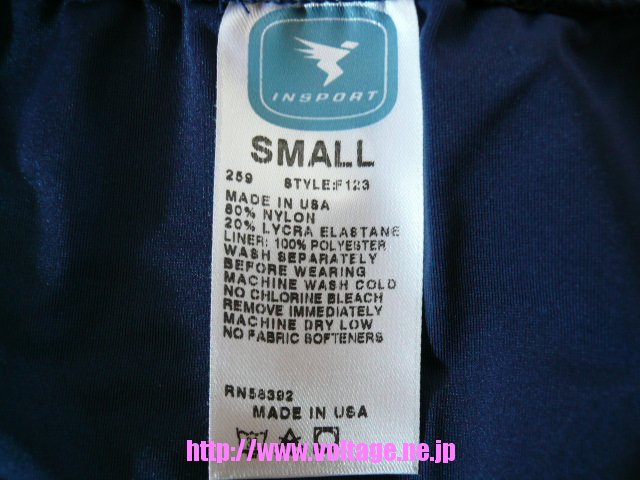 INSPORT
SMALL
259 STYLE:F123
MADE IN USA
80% NYLON
20% LYCRA ELASTANE
LINER: 100% POLYESTER
WASH SEPARATELY
BEFORE WEARING
MACHINE WASH COLD
NO CHLORINE BLEACH
REMOVE IMMEDIATELY
MACHINE DRY LOW
NO FABRIC SOFTENERS
RN58392
MADE IN USA
http://www.voltage.ne.jp